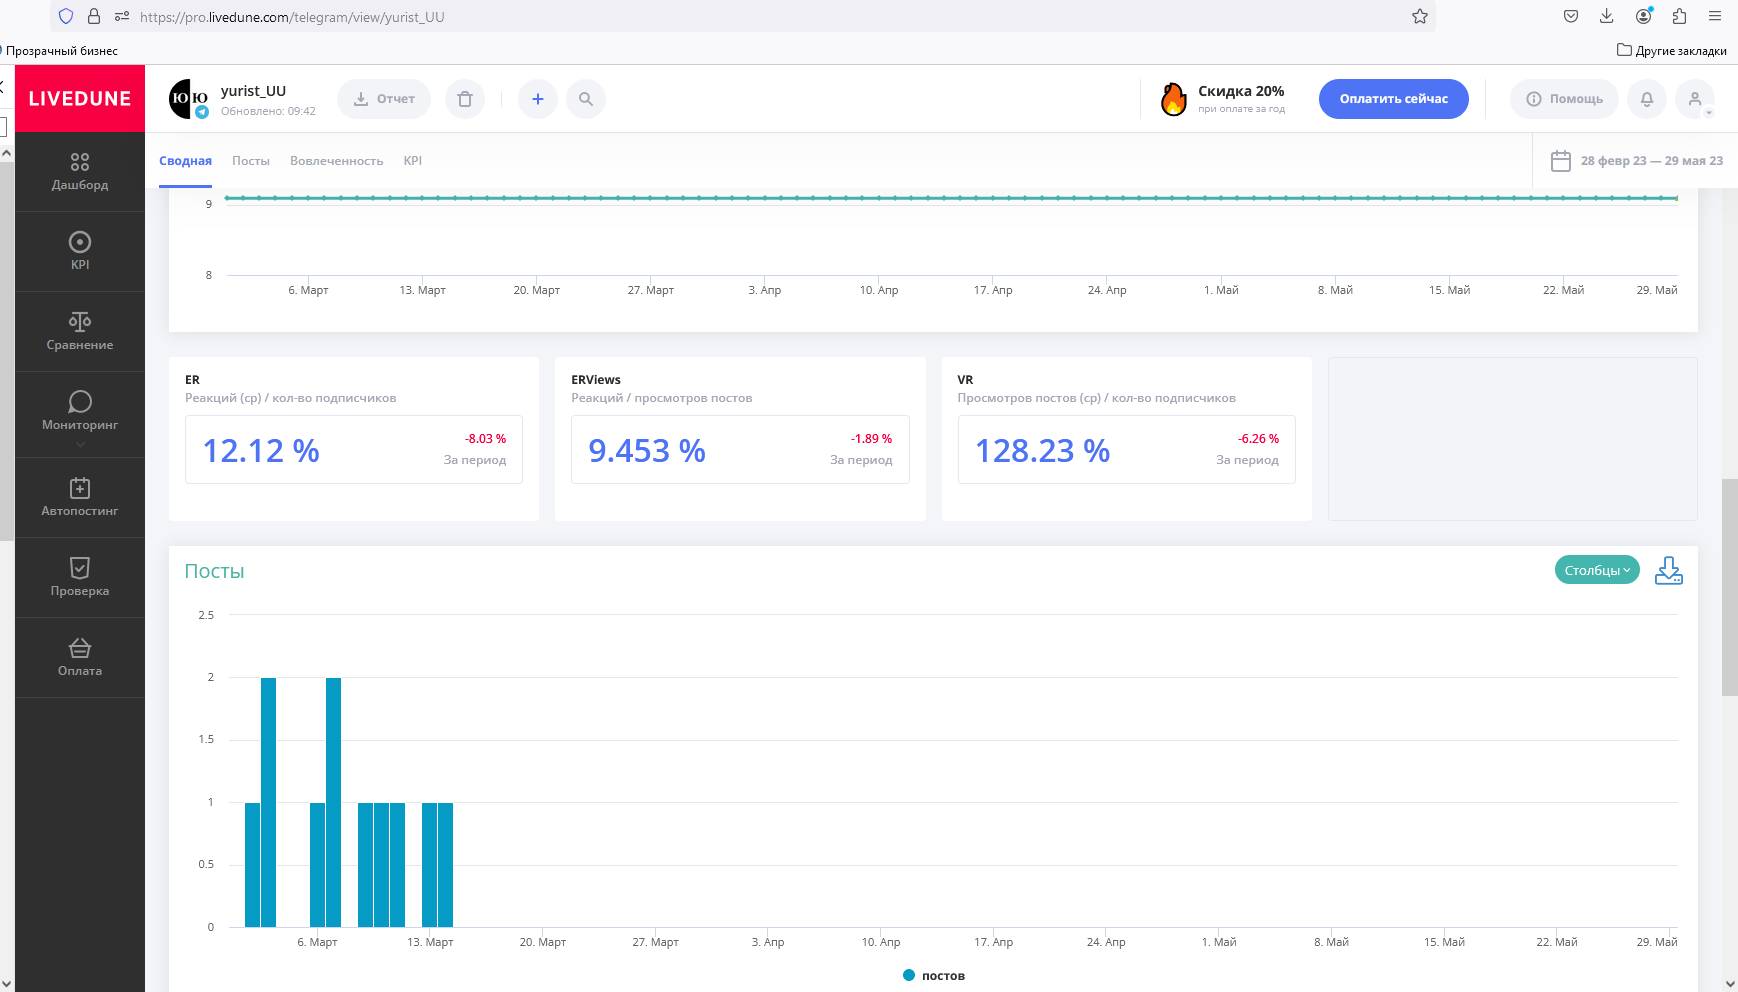 https://pro.livedune.com/telegram/view/yurist_UU
Прозрачный бизнес
Другие закладки
LIVEDUNE
Ю Ю
yurist_UU
Обновлено: 09:42
Отчет
Скидка 20%
при оплате за год
Оплатить сейчас
Помощь
Сводная
Посты
Вовлеченность
KPI
28 февр 23 — 29 мая 23
Дашборд
KPI
Сравнение
Мониторинг
Автопостинг
Проверка
Оплата
9
8
6. Март
13. Март
20. Март
27. Март
3. Апр
10. Апр
17. Апр
24. Апр
1. Май
8. Май
15. Май
22. Май
29. Май
ER
Реакций (ср) / кол-во подписчиков
12.12 %
-8.03 %
За период
ERViews
Реакций / просмотров постов
9.453 %
-1.89 %
За период
VR
Просмотров постов (ср) / кол-во подписчиков
128.23 %
-6.26 %
За период
Посты
Столбцы
2.5
2
1.5
1
0.5
0
6. Март
13. Март
20. Март
27. Март
3. Апр
10. Апр
17. Апр
24. Апр
1. Май
8. Май
15. Май
22. Май
29. Май
постов